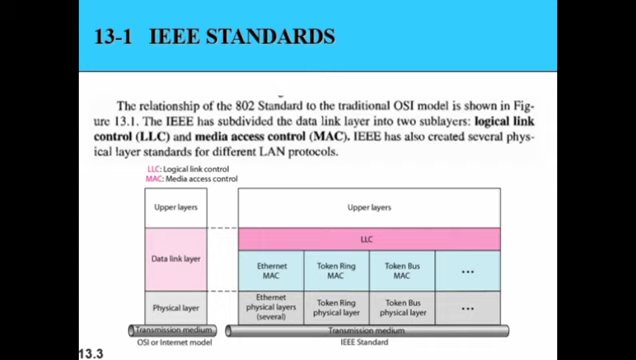 13-1 IEEE STANDARDS
The relationship of the 802 Standard to the traditional OSI model is shown in Fig-
ure 13.1. The IEEE has subdivided the data link layer into two sublayers: logical link
control (LLC) and media access control (MAC). IEEE has also created several phys-
ical layer standards for different LAN protocols.
LLC: Logical link control
MAC: Media access control
Upper layers
Upper layers
LLC
Data link layer
Ethernet
MAC
Token Ring
MAC
Token Bus
MAC
•••
Physical layer
Ethernet
physical layers
(several)
Token Ring
physical layer
Token Bus
physical layer
•••
Transmission medium
Transmission medium
OSI or Internet model
IEEE Standard
13.3